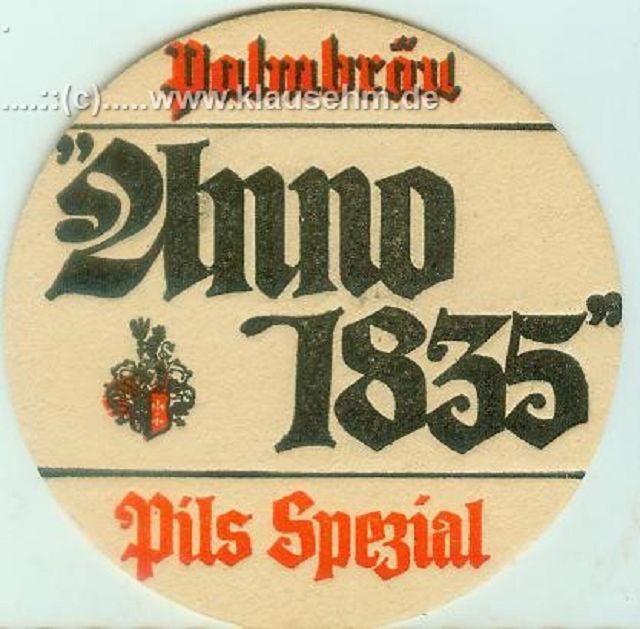 Palmbräu
.....::(c).....www.klausehm.de
"Anno
1835"
Pils Spezial